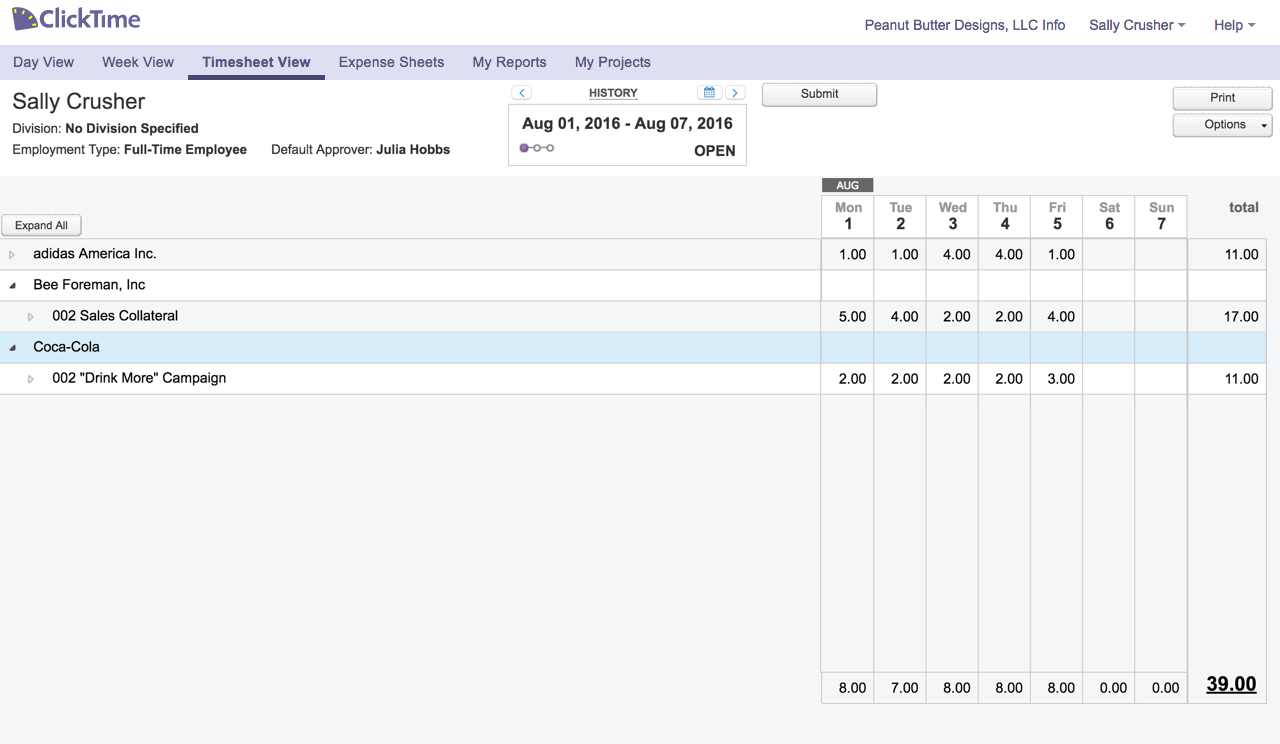 ClickTime
Peanut Butter Designs, LLC Info Sally Crusher Help
Day View Week View Timesheet View Expense Sheets My Reports My Projects
Sally Crusher
Division: No Division Specified
Employment Type: Full-Time Employee Default Approver: Julia Hobbs
HISTORY
Aug 01, 2016 - Aug 07, 2016
OPEN
Submit
Print
Options
AUG
Mon Tue Wed Thu Fri Sat Sun total
1 2 3 4 5 6 7
Expand All
adidas America Inc. 1.00 1.00 4.00 4.00 1.00 11.00
Bee Foreman, Inc
002 Sales Collateral 5.00 4.00 2.00 2.00 4.00 17.00
Coca-Cola
002 "Drink More" Campaign 2.00 2.00 2.00 2.00 3.00 11.00
8.00 7.00 8.00 8.00 8.00 0.00 0.00 39.00